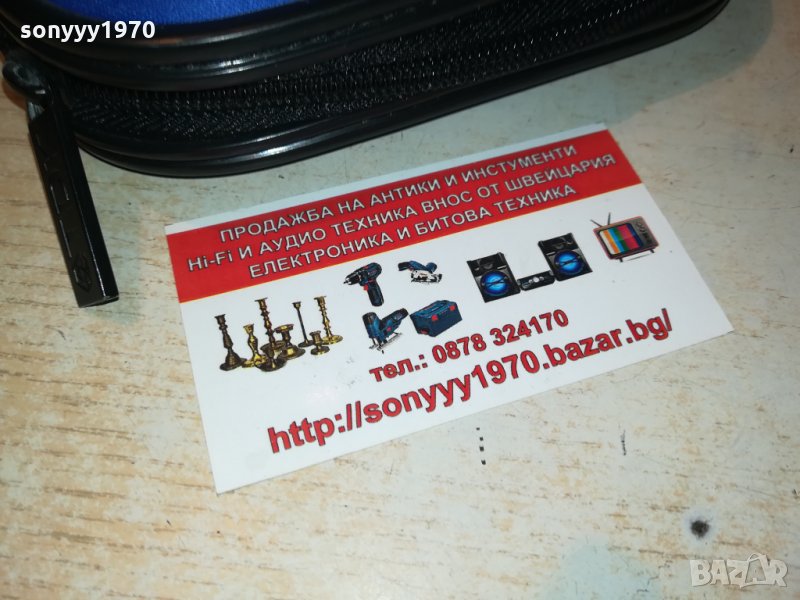 sonyyy1970
ПРОДАЖБА НА АНТИКИ И ИНСТУМЕНТИ
Hi-Fi И АУДИО ТЕХНИКА ВНОС ОТ ШВЕЙЦАРИЯ
ЕЛЕКТРОНИКА И БИТОВА ТЕХНИКА
тел.: 0878 324170
http://sonyyy1970.bazar.bg/
BAZAR